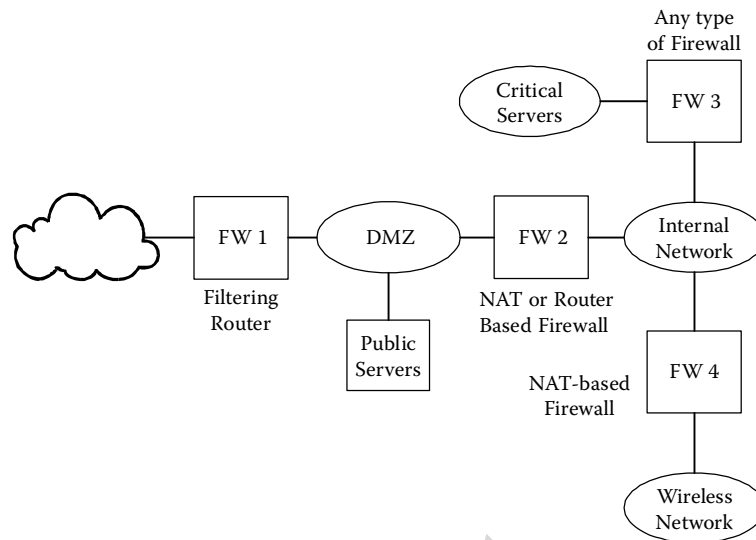 Any type
of Firewall
Critical
Servers
FW 3
FW 1
DMZ
FW 2
Internal
Network
Filtering
Router
NAT or Router
Based Firewall
Public
Servers
FW 4
NAT-based
Firewall
Wireless
Network